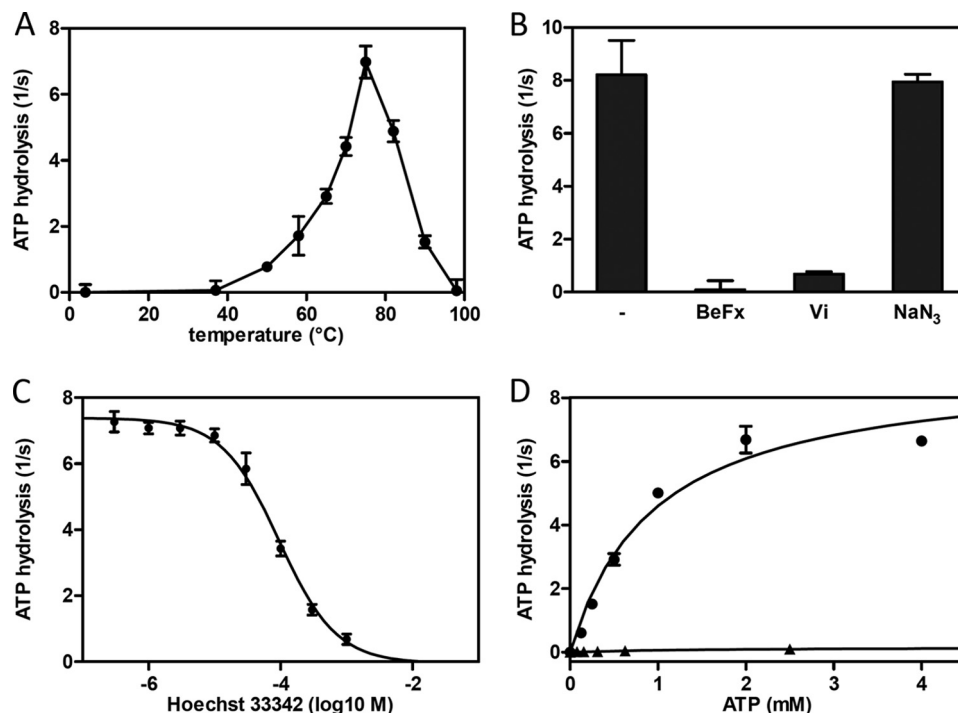 A
ATP hydrolysis (1/s)
8
6
4
2
0
0
20
40
60
80
100
temperature (°C)
B
ATP hydrolysis (1/s)
10
8
6
4
2
0
-
BeFx
Vi
NaN₃
C
ATP hydrolysis (1/s)
8
6
4
2
0
-6
-4
-2
Hoechst 33342 (log10 M)
D
ATP hydrolysis (1/s)
8
6
4
2
0
0
1
2
3
4
ATP (mM)